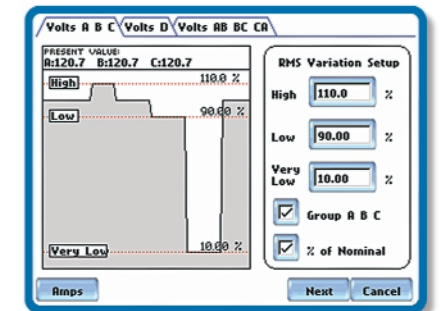 Volts A B C Volts D Volts AB BC CA
PRESENT VALUE:
A:120.7 B:120.7 C:120.7
High 110.0 %
Low 90.00 %
Very Low 10.00 %
RMS Variation Setup
High 110.0 %
Low 90.00 %
Very Low 10.00 %
Group A B C
% of Nominal
Amps Next Cancel